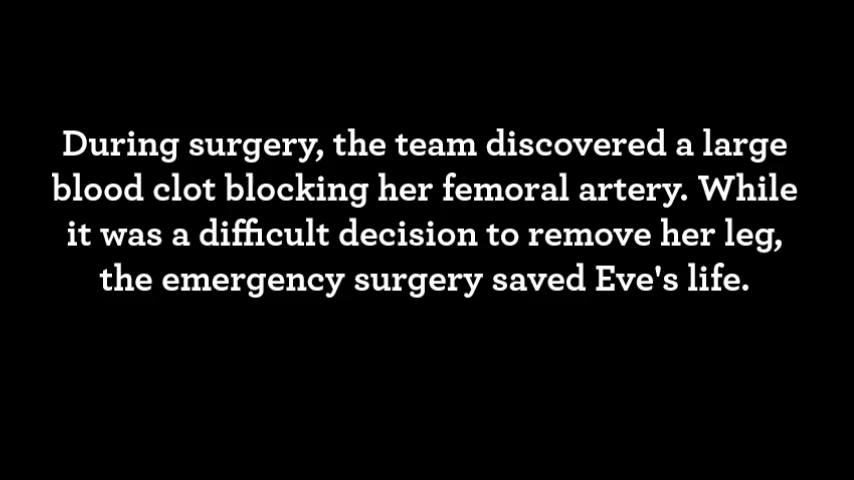 During surgery, the team discovered a large
blood clot blocking her femoral artery. While
it was a difficult decision to remove her leg,
the emergency surgery saved Eve's life.